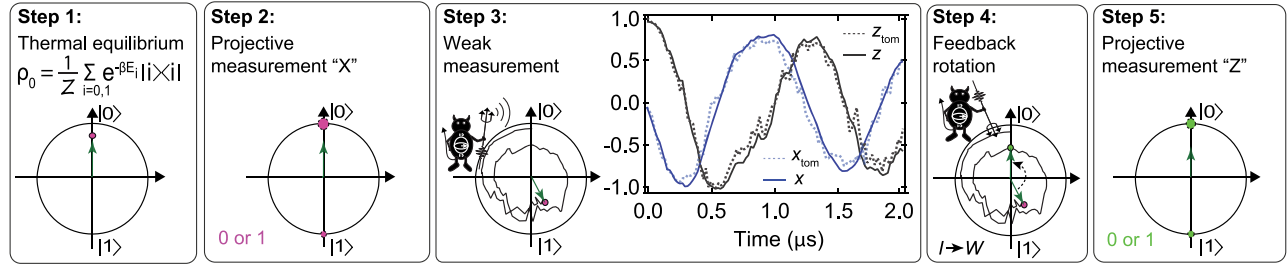 Step 1:
Thermal equilibrium
ρ₀ = 1/Z Σ i=0,1 e^-βEᵢ |i⟩⟨i|
|0⟩
|1⟩
Step 2:
Projective
measurement “X”
|0⟩
|1⟩
0 or 1
Step 3:
Weak
measurement
|0⟩
|1⟩
1.0
0.5
0.0
-0.5
-1.0
z_tom
z
x_tom
x
0.0 0.5 1.0 1.5 2.0
Time (μs)
Step 4:
Feedback
rotation
|0⟩
|1⟩
I→W
Step 5:
Projective
measurement “Z”
|0⟩
|1⟩
0 or 1